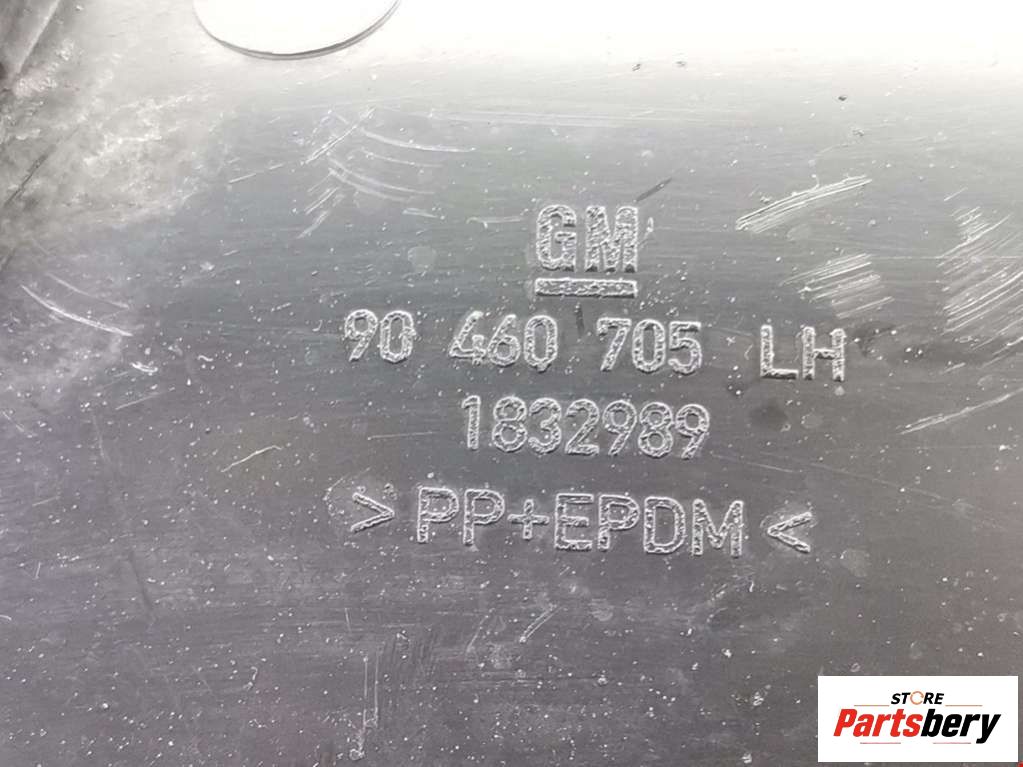 GM
90 460 705 LH
1832989
>PP+EPDM<
STORE
Partsbery